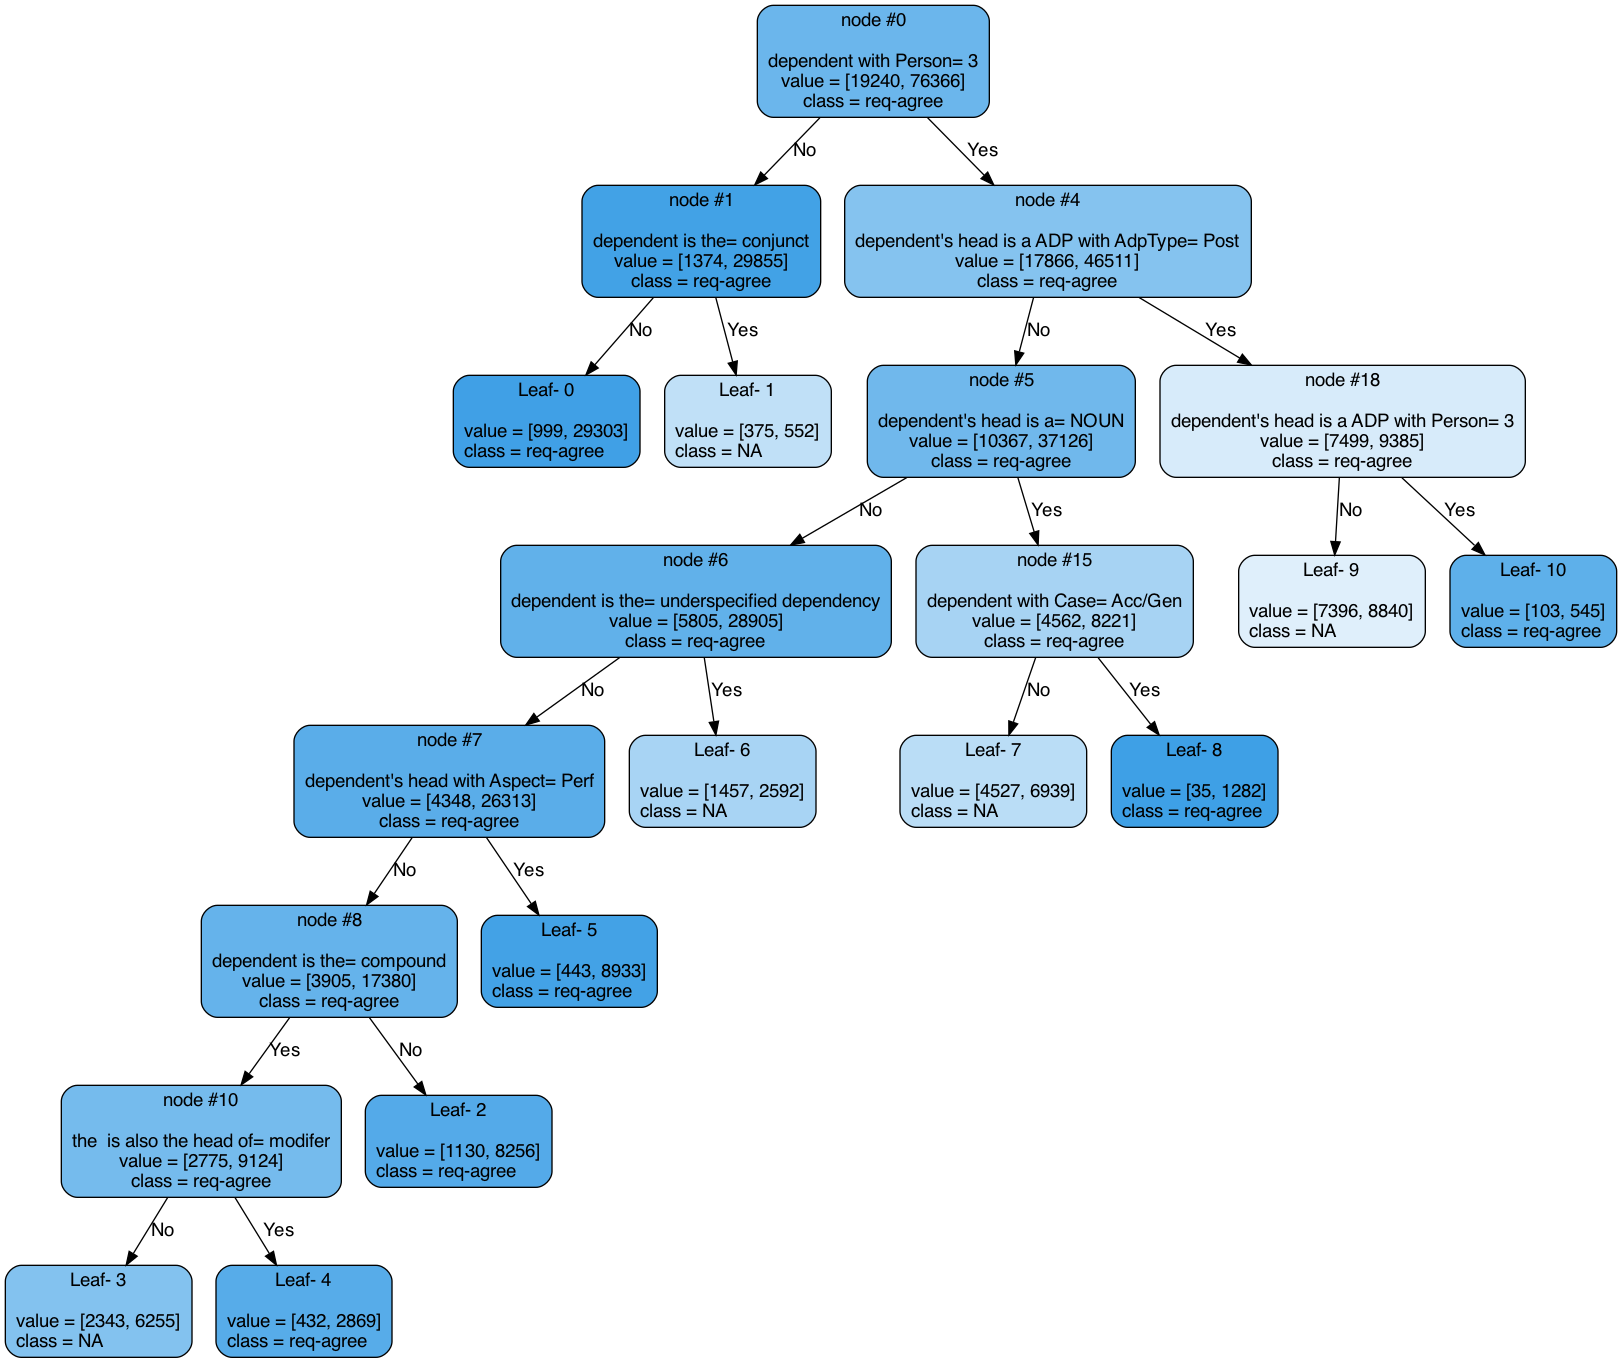 node #0
dependent with Person= 3
value = [19240, 76366]
class = req-agree
No
Yes
node #1
dependent is the= conjunct
value = [1374, 29855]
class = req-agree
node #4
dependent's head is a ADP with AdpType= Post
value = [17866, 46511]
class = req-agree
No
Yes
No
Yes
Leaf- 0
value = [999, 29303]
class = req-agree
Leaf- 1
value = [375, 552]
class = NA
node #5
dependent's head is a= NOUN
value = [10367, 37126]
class = req-agree
node #18
dependent's head is a ADP with Person= 3
value = [7499, 9385]
class = req-agree
No
Yes
No
Yes
node #6
dependent is the= underspecified dependency
value = [5805, 28905]
class = req-agree
node #15
dependent with Case= Acc/Gen
value = [4562, 8221]
class = req-agree
Leaf- 9
value = [7396, 8840]
class = NA
Leaf- 10
value = [103, 545]
class = req-agree
No
Yes
No
Yes
node #7
dependent's head with Aspect= Perf
value = [4348, 26313]
class = req-agree
Leaf- 6
value = [1457, 2592]
class = NA
Leaf- 7
value = [4527, 6939]
class = NA
Leaf- 8
value = [35, 1282]
class = req-agree
No
Yes
node #8
dependent is the= compound
value = [3905, 17380]
class = req-agree
Leaf- 5
value = [443, 8933]
class = req-agree
Yes
No
node #10
the  is also the head of= modifer
value = [2775, 9124]
class = req-agree
Leaf- 2
value = [1130, 8256]
class = req-agree
No
Yes
Leaf- 3
value = [2343, 6255]
class = NA
Leaf- 4
value = [432, 2869]
class = req-agree